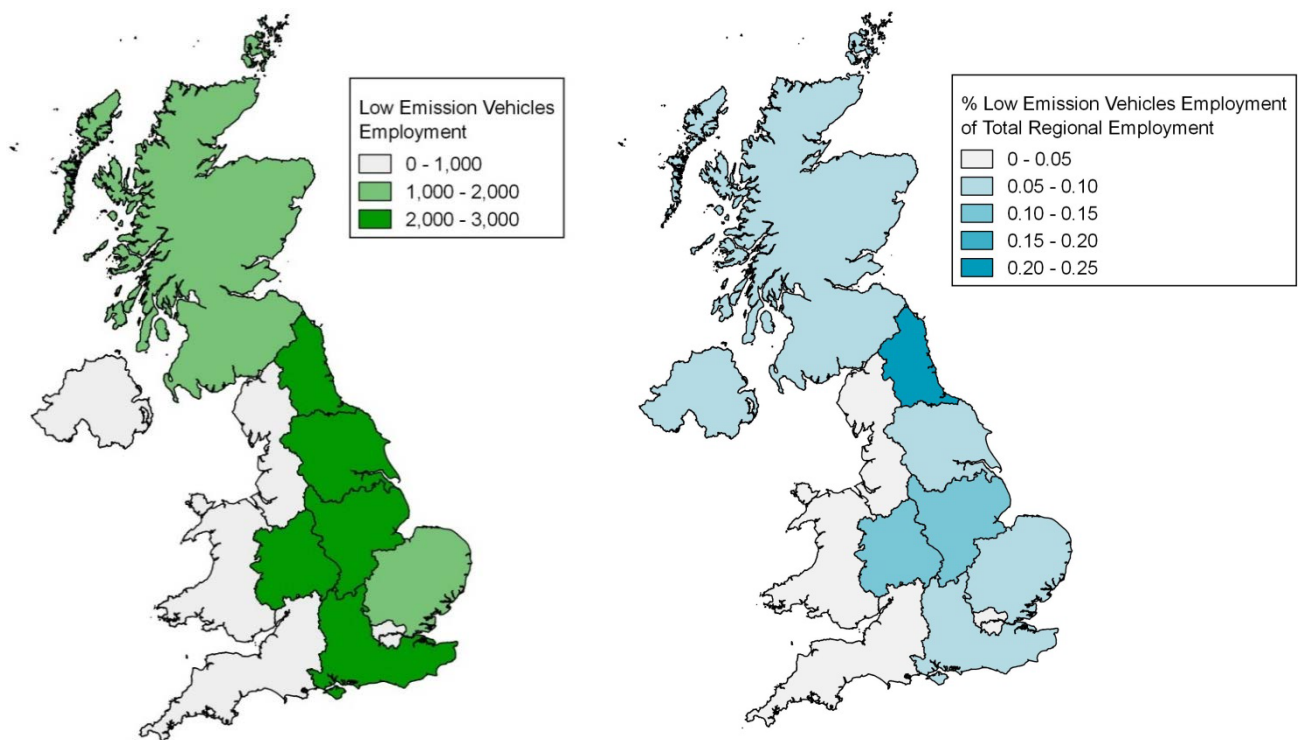 Low Emission Vehicles
Employment
0 - 1,000
1,000 - 2,000
2,000 - 3,000
% Low Emission Vehicles Employment
of Total Regional Employment
0 - 0.05
0.05 - 0.10
0.10 - 0.15
0.15 - 0.20
0.20 - 0.25